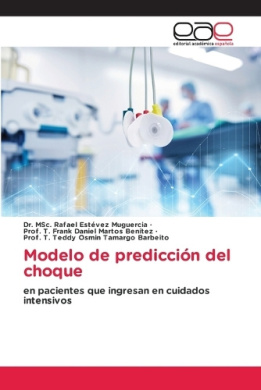 eae
editorial académica española
Dr. MSc. Rafael Estévez Muguercia ·
Prof. T. Frank Daniel Martos Benítez ·
Prof. T. Teddy Osmin Tamargo Barbeito
Modelo de predicción del
choque
en pacientes que ingresan en cuidados
intensivos